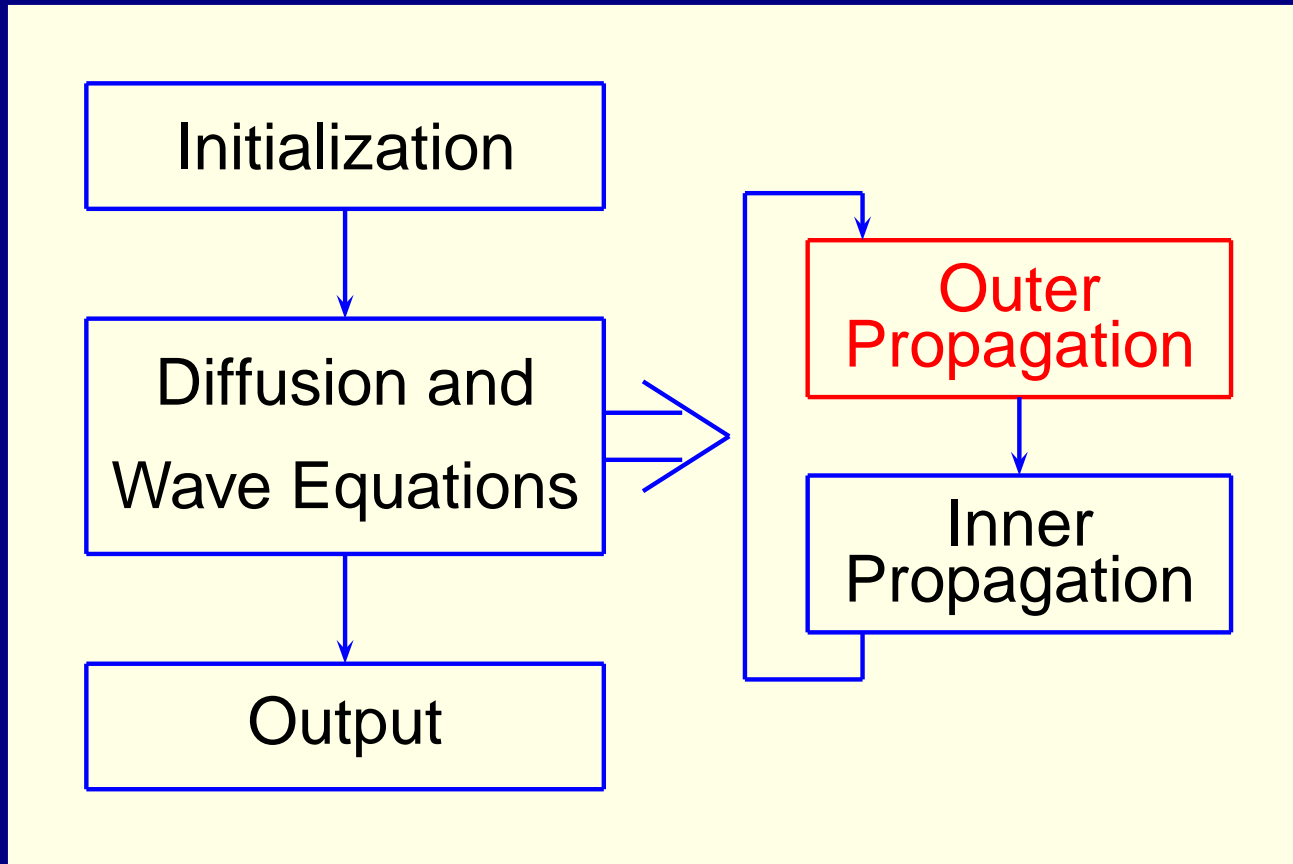 Initialization
Diffusion and
Wave Equations
Output
Outer
Propagation
Inner
Propagation